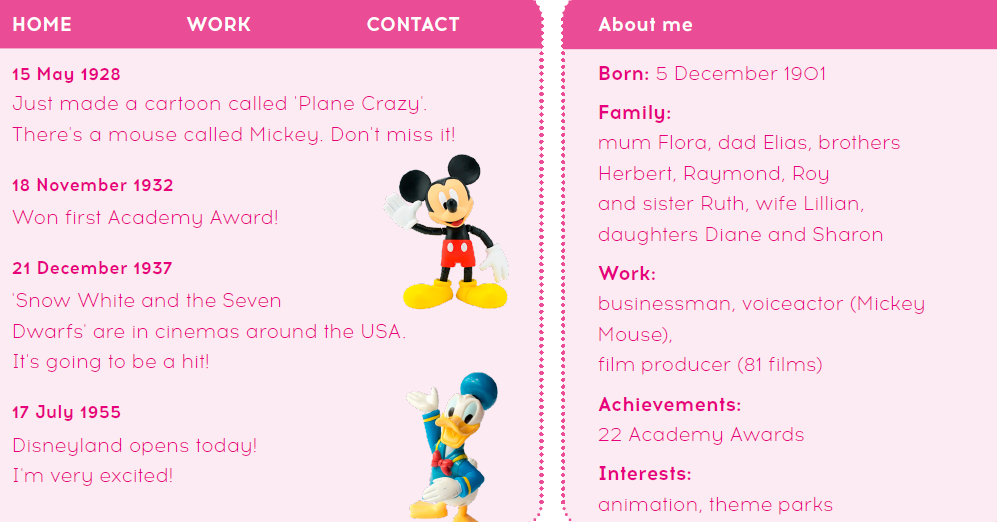 HOME WORK CONTACT
15 May 1928
Just made a cartoon called 'Plane Crazy'.
There's a mouse called Mickey. Don't miss it!
18 November 1932
Won first Academy Award!
21 December 1937
'Snow White and the Seven
Dwarfs' are in cinemas around the USA.
It's going to be a hit!
17 July 1955
Disneyland opens today!
I'm very excited!
About me
Born: 5 December 1901
Family:
mum Flora, dad Elias, brothers
Herbert, Raymond, Roy
and sister Ruth, wife Lillian,
daughters Diane and Sharon
Work:
businessman, voiceactor (Mickey
Mouse),
film producer (81 films)
Achievements:
22 Academy Awards
Interests:
animation, theme parks